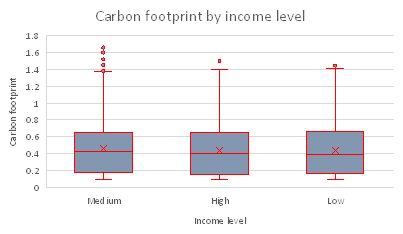 Carbon footprint by income level
1.8
1.6
1.4
1.2
1
0.8
0.6
0.4
0.2
0
Carbon footprint
Medium High Low
Income level